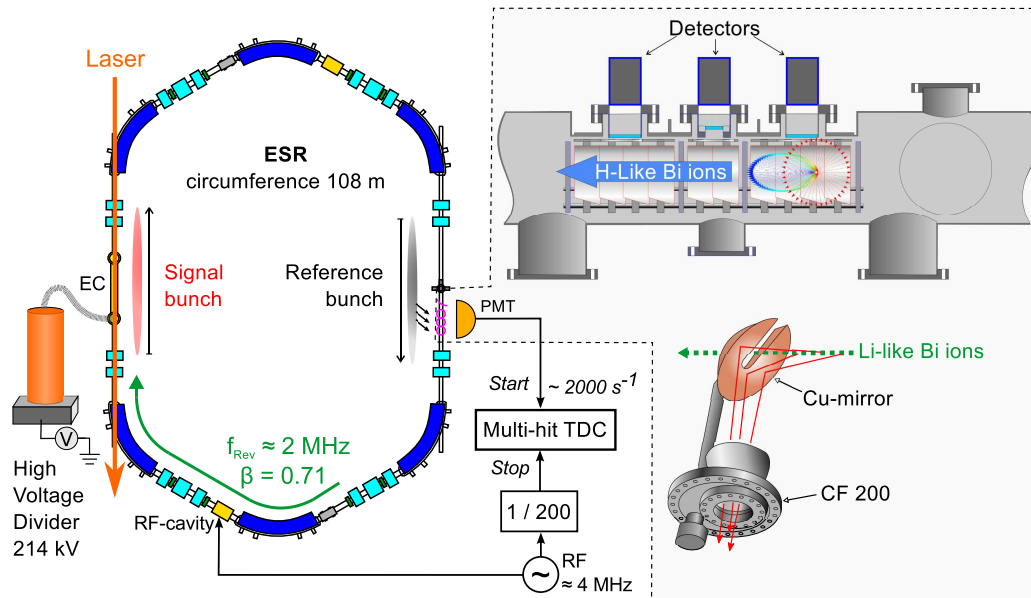 Laser
ESR
circumference 108 m
EC
Signal
bunch
Reference
bunch
PMT
Start
~ 2000 s⁻¹
Multi-hit TDC
Stop
1 / 200
RF
≈ 4 MHz
V
High
Voltage
Divider
214 kV
f_Rev ≈ 2 MHz
β = 0.71
RF-cavity
~
Detectors
H-Like Bi ions
Li-like Bi ions
Cu-mirror
CF 200